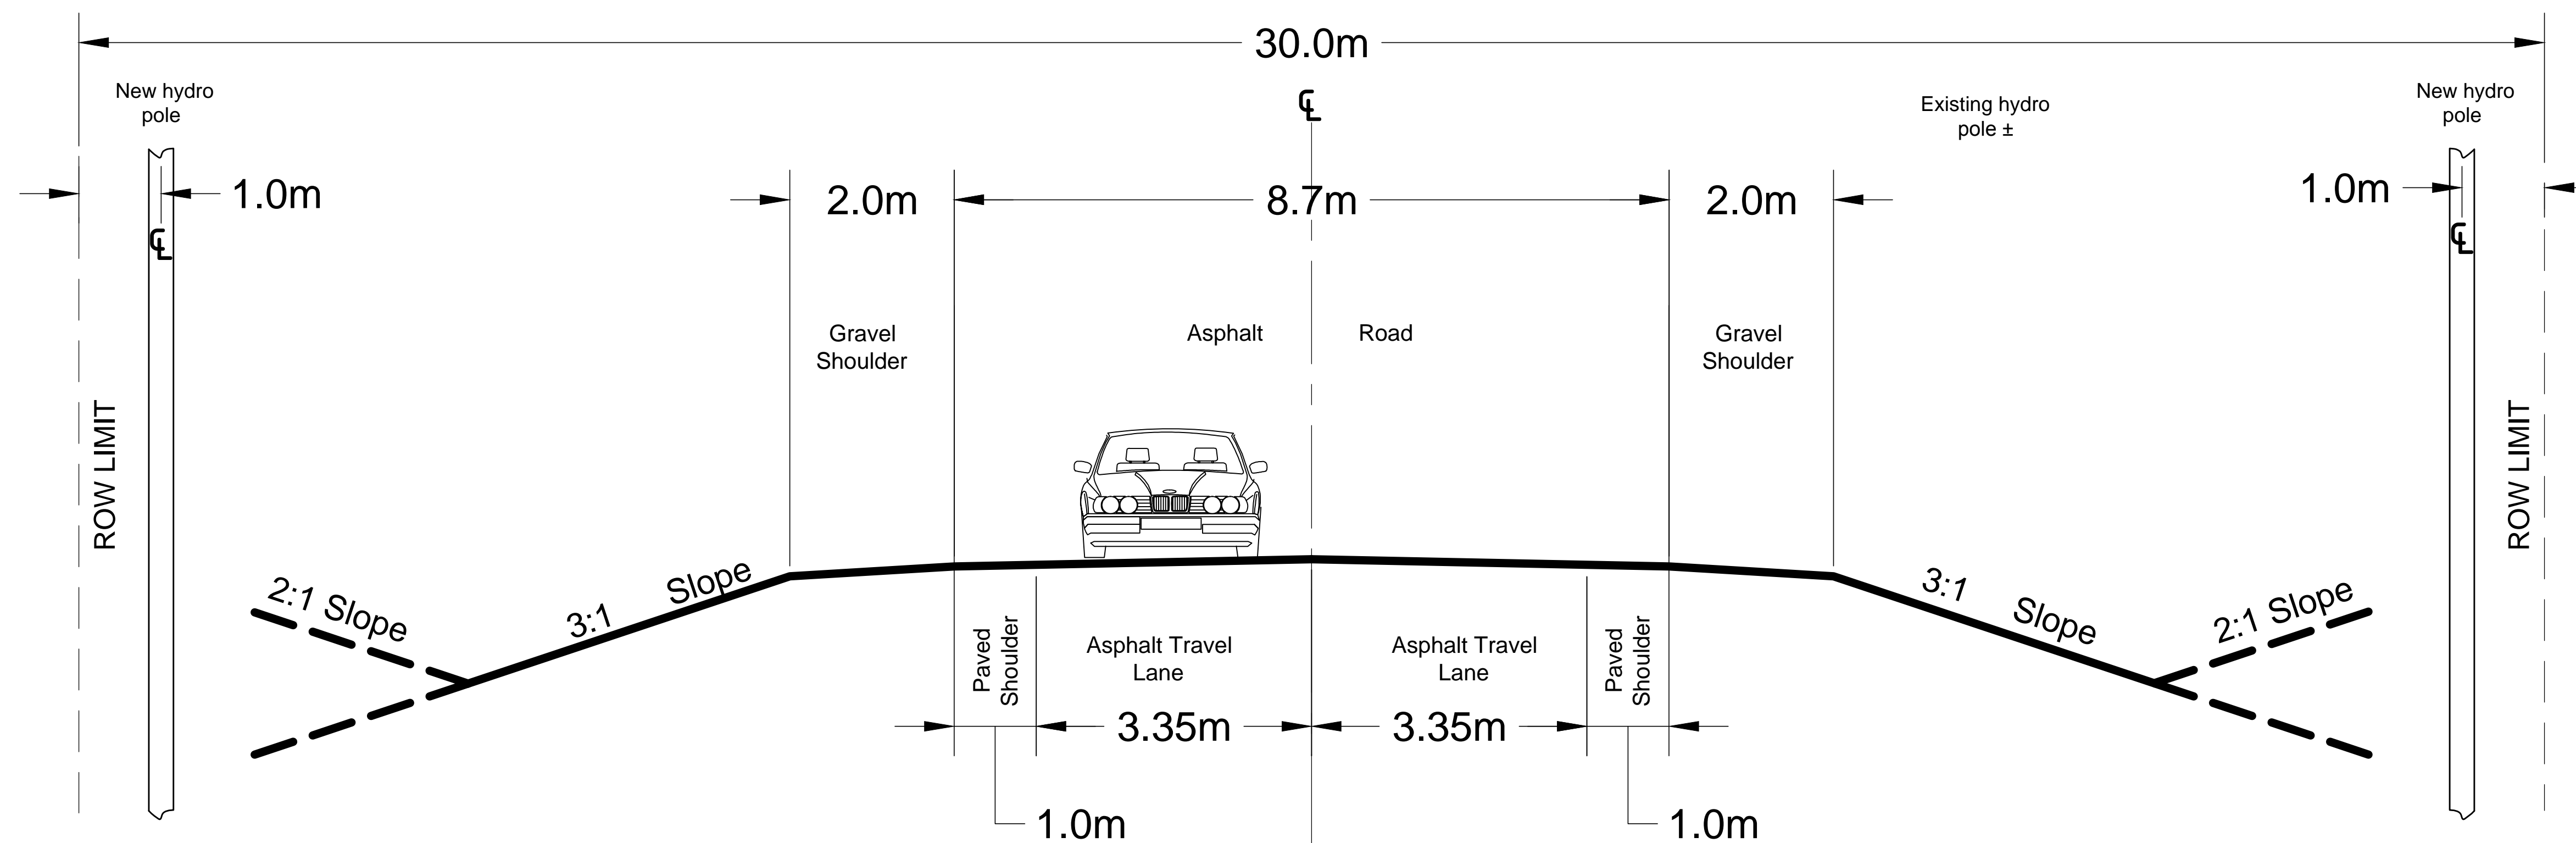 30.0m
New hydro
pole
℄
Existing hydro
pole ±
New hydro
pole
1.0m
2.0m
8.7m
2.0m
1.0m
℄
℄
Gravel
Shoulder
Asphalt
Road
Gravel
Shoulder
ROW LIMIT
ROW LIMIT
2:1 Slope
3:1 Slope
3:1 Slope
2:1 Slope
Paved
Shoulder
Asphalt Travel
Lane
Asphalt Travel
Lane
Paved
Shoulder
3.35m
3.35m
1.0m
1.0m